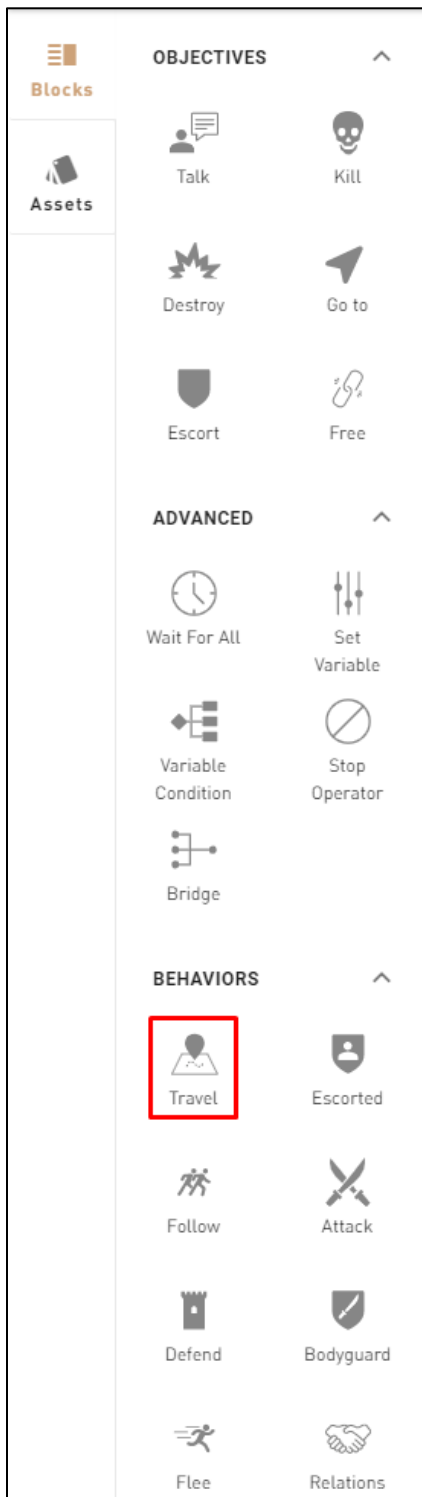 Blocks
Assets
OBJECTIVES
Talk
Kill
Destroy
Go to
Escort
Free
ADVANCED
Wait For All
Set
Variable
Variable
Condition
Stop
Operator
Bridge
BEHAVIORS
Travel
Escorted
Follow
Attack
Defend
Bodyguard
Flee
Relations